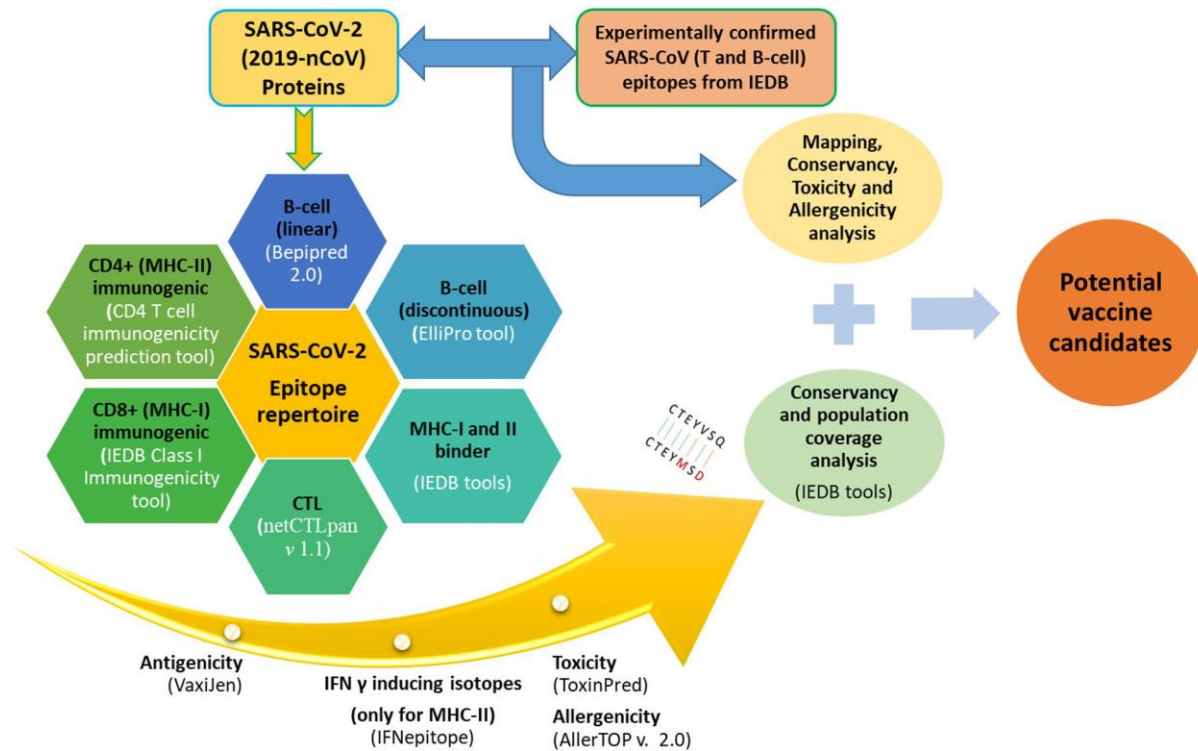 SARS-CoV-2
(2019-nCoV)
Proteins
Experimentally confirmed
SARS-CoV (T and B-cell)
epitopes from IEDB
Mapping,
Conservancy,
Toxicity and
Allergenicity
analysis
B-cell
(linear)
(Bepipred
2.0)
CD4+ (MHC-II)
immunogenic
(CD4 T cell
immunogenicity
prediction tool)
B-cell
(discontinuous)
(ElliPro tool)
SARS-CoV-2
Epitope
repertoire
CD8+ (MHC-I)
immunogenic
(IEDB Class I
Immunogenicity
tool)
MHC-I and II
binder
(IEDB tools)
CTL
(netCTLpan
v 1.1)
Potential
vaccine
candidates
CTEYVSQ
CTEYMSD
Conservancy
and population
coverage
analysis
(IEDB tools)
Antigenicity
(VaxiJen)
IFN γ inducing isotopes
(only for MHC-II)
(IFNepitope)
Toxicity
(ToxinPred)
Allergenicity
(AllerTOP v. 2.0)